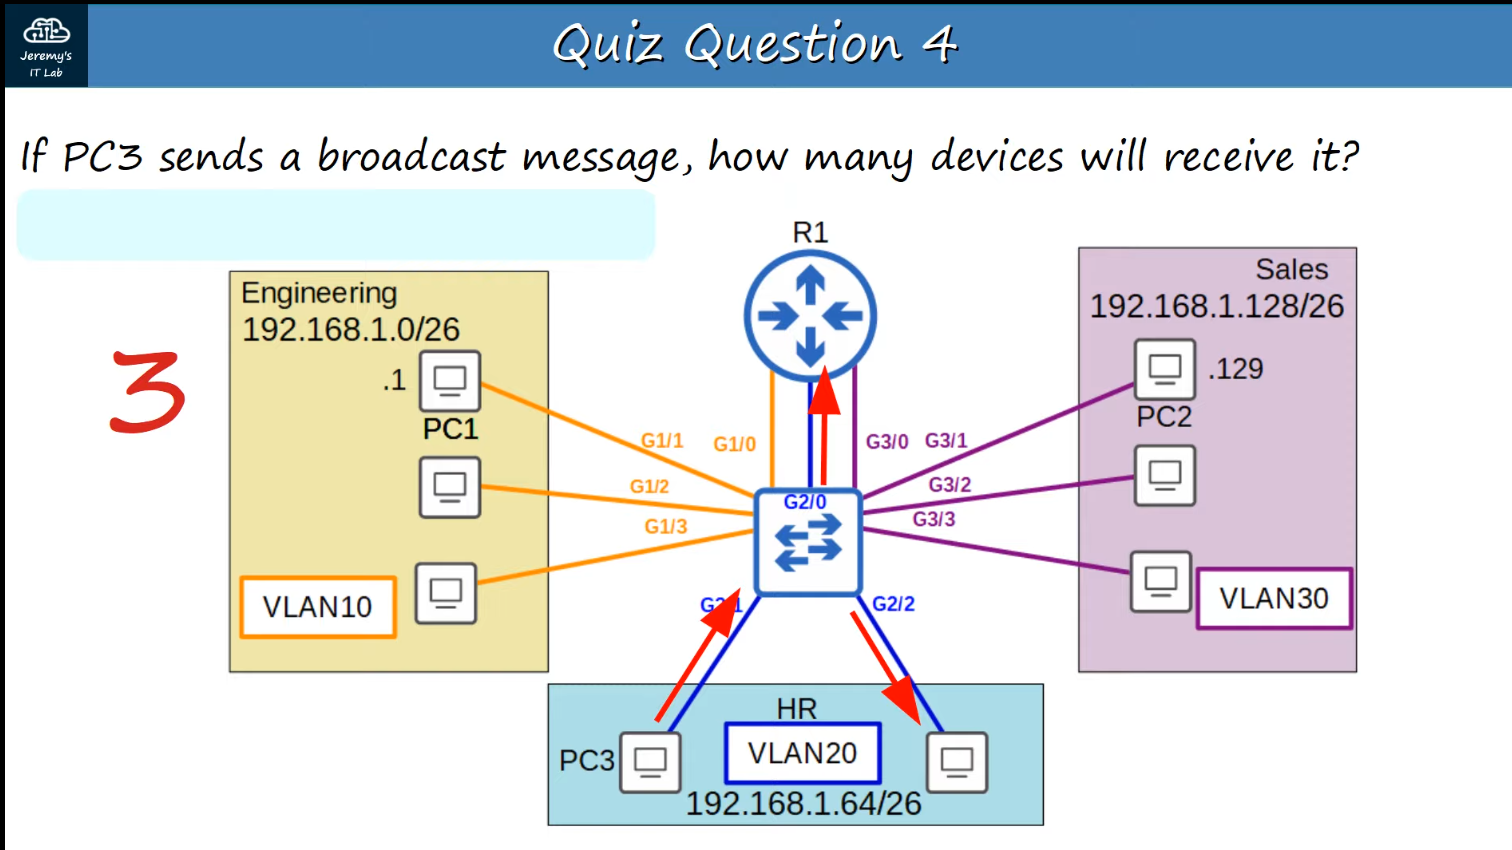 Jeremy's
IT Lab
Quiz Question 4
If PC3 sends a broadcast message, how many devices will receive it?
R1
Engineering
192.168.1.0/26
Sales
192.168.1.128/26
3
.1
PC1
.129
PC2
G1/1
G1/0
G3/0
G3/1
G1/2
G3/2
G2/0
G1/3
G3/3
VLAN10
VLAN30
G2/1
G2/2
HR
PC3
VLAN20
192.168.1.64/26